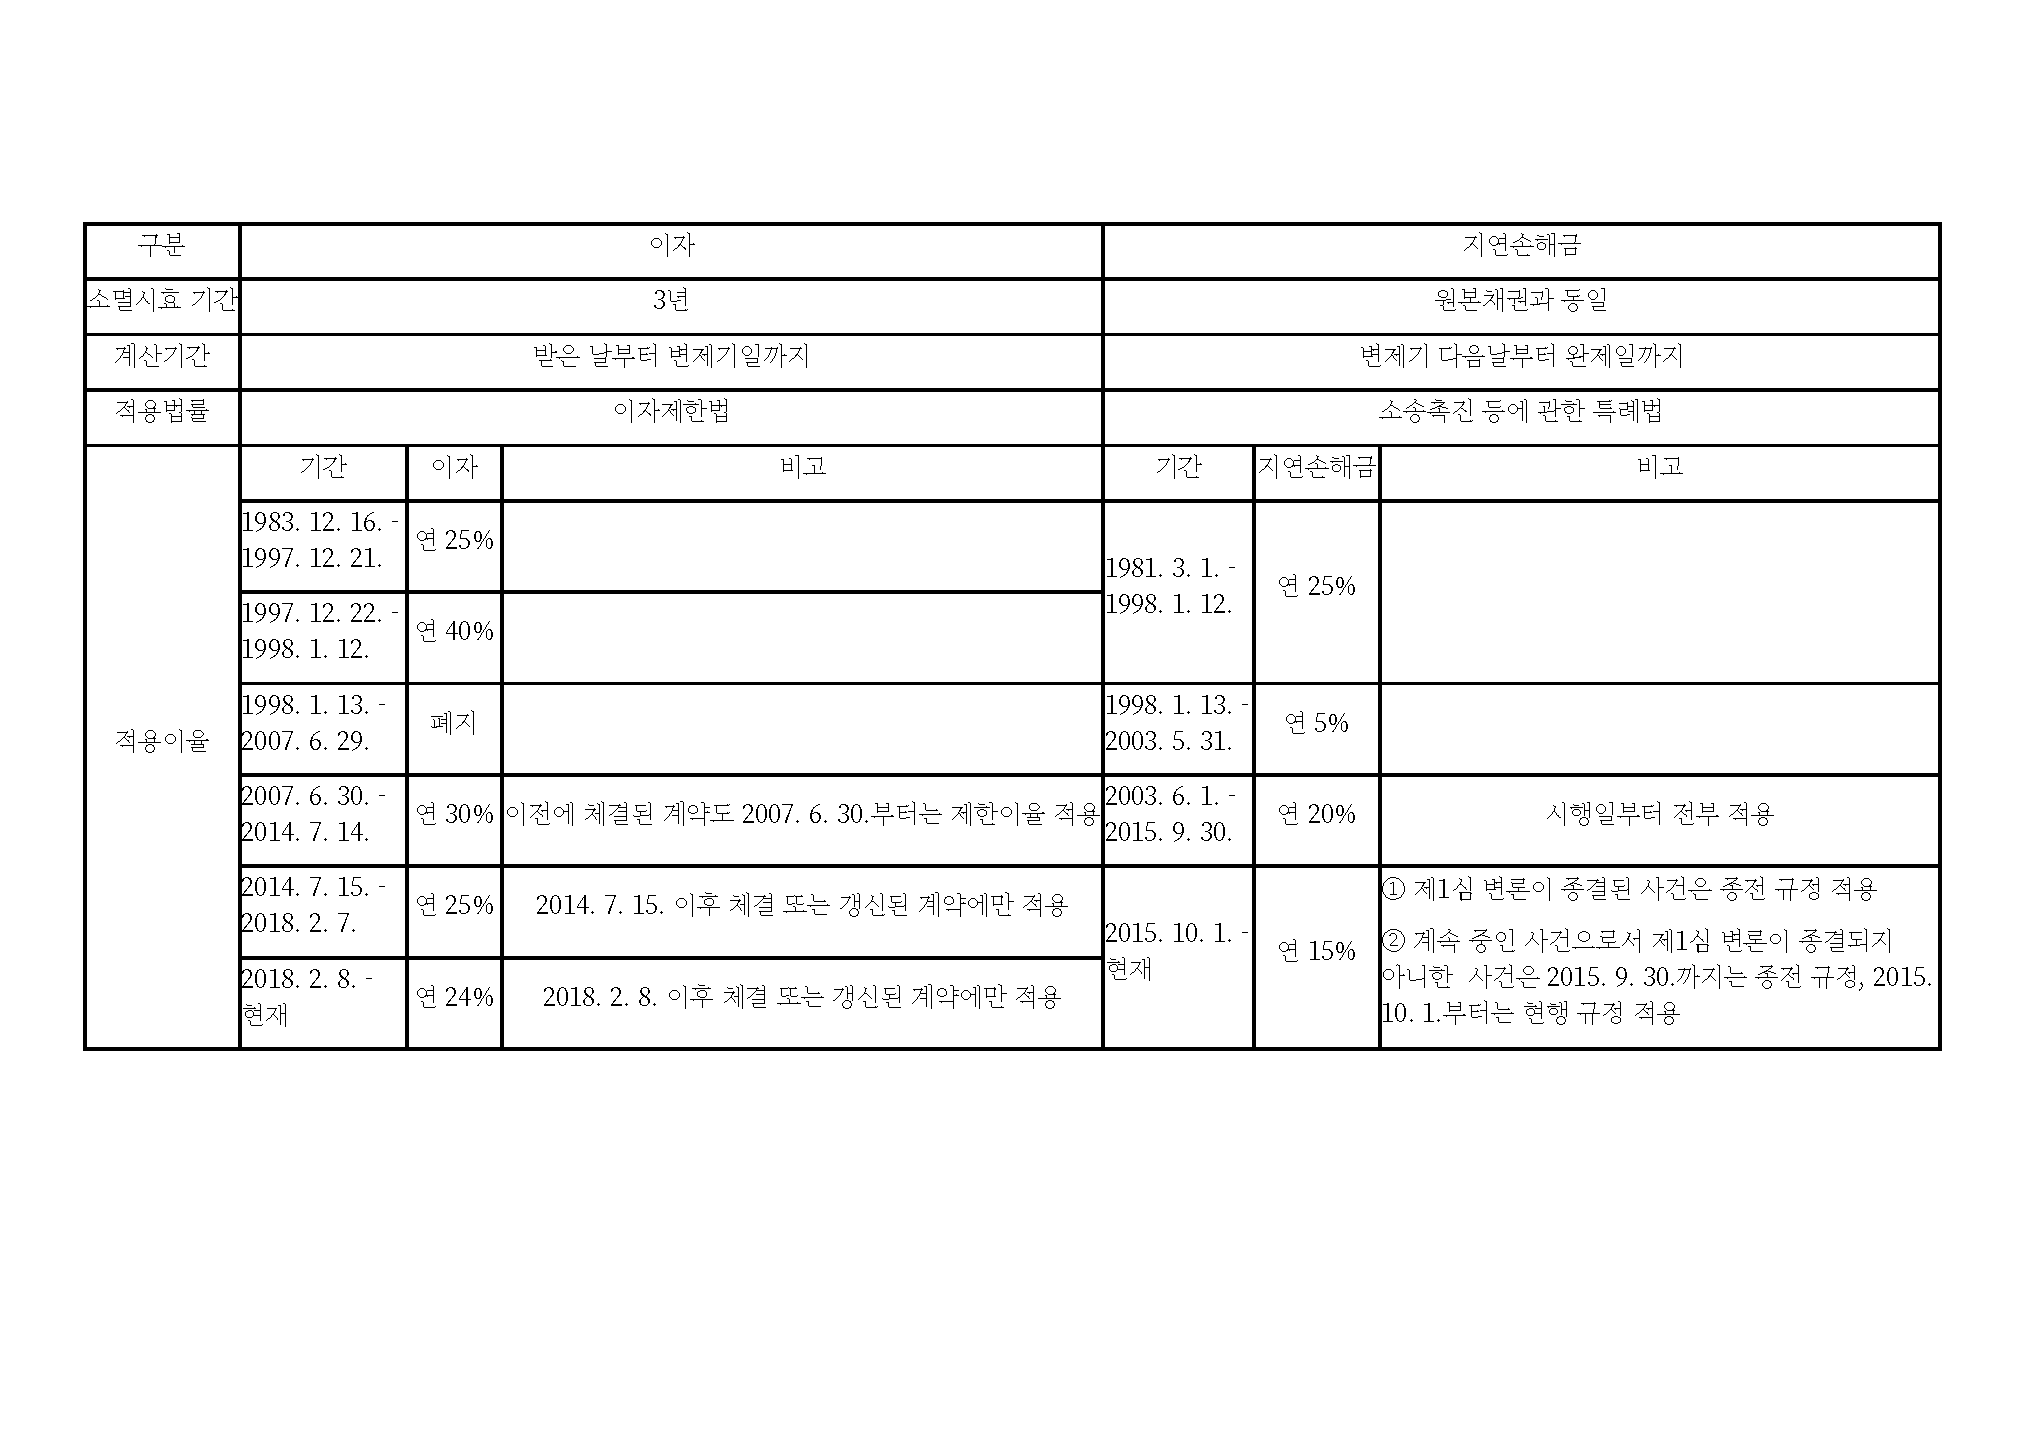 구분 이자 지연손해금
소멸시효 기간 3년 원본채권과 동일
계산기간 받은 날부터 변제기일까지 변제기 다음날부터 완제일까지
적용법률 이자제한법 소송촉진 등에 관한 특례법
적용이율
기간 이자 비고 기간 지연손해금 비고
1983. 12. 16. -
1997. 12. 21.
연 25%
1997. 12. 22. -
1998. 1. 12.
연 40%
1981. 3. 1. -
1998. 1. 12.
연 25%
1998. 1. 13. -
2007. 6. 29.
폐지
1998. 1. 13. -
2003. 5. 31.
연 5%
2007. 6. 30. -
2014. 7. 14.
연 30%
이전에 체결된 계약도 2007. 6. 30.부터는 제한이율 적용
2003. 6. 1. -
2015. 9. 30.
연 20%
시행일부터 전부 적용
2014. 7. 15. -
2018. 2. 7.
연 25%
2014. 7. 15. 이후 체결 또는 갱신된 계약에만 적용
2018. 2. 8. -
현재
연 24%
2018. 2. 8. 이후 체결 또는 갱신된 계약에만 적용
2015. 10. 1. -
현재
연 15%
① 제1심 변론이 종결된 사건은 종전 규정 적용
② 계속 중인 사건으로서 제1심 변론이 종결되지
아니한 사건은 2015. 9. 30.까지는 종전 규정, 2015.
10. 1.부터는 현행 규정 적용